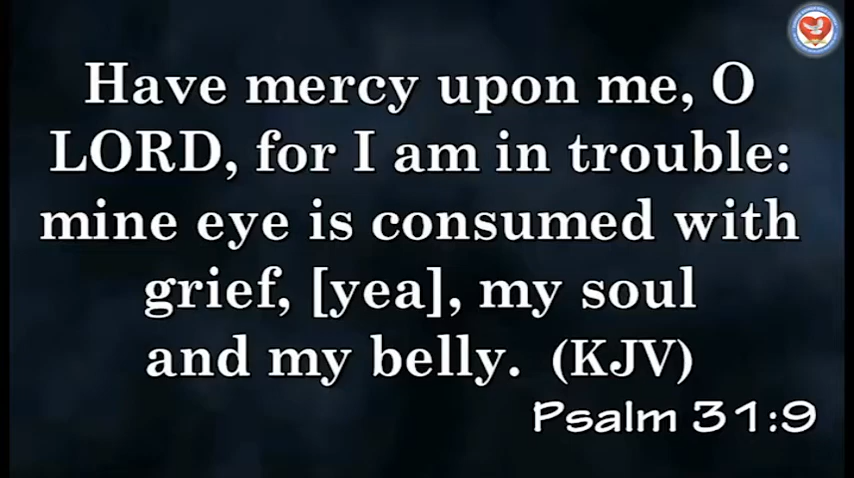 Have mercy upon me, O
LORD, for I am in trouble:
mine eye is consumed with
grief, [yea], my soul
and my belly. (KJV)
Psalm 31:9